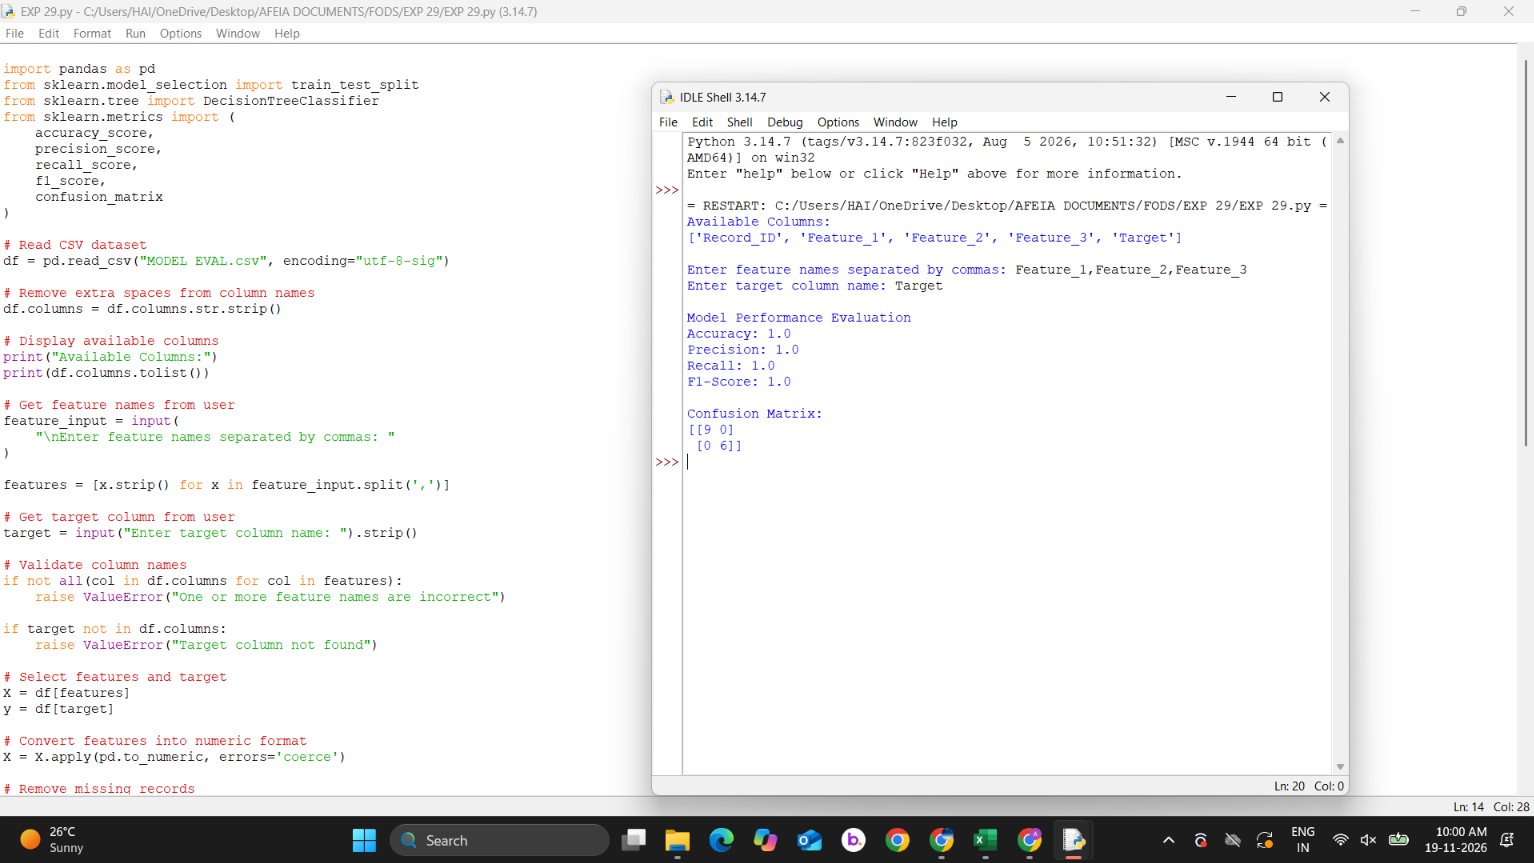 EXP 29.py - C:/Users/HAI/OneDrive/Desktop/AFEIA DOCUMENTS/FODS/EXP 29/EXP 29.py (3.14.7)
File Edit Format Run Options Window Help
import pandas as pd
from sklearn.model_selection import train_test_split
from sklearn.tree import DecisionTreeClassifier
from sklearn.metrics import (
    accuracy_score,
    precision_score,
    recall_score,
    f1_score,
    confusion_matrix
)
# Read CSV dataset
df = pd.read_csv("MODEL EVAL.csv", encoding="utf-8-sig")
# Remove extra spaces from column names
df.columns = df.columns.str.strip()
# Display available columns
print("Available Columns:")
print(df.columns.tolist())
# Get feature names from user
feature_input = input(
    "\nEnter feature names separated by commas: "
)
features = [x.strip() for x in feature_input.split(',')]
# Get target column from user
target = input("Enter target column name: ").strip()
# Validate column names
if not all(col in df.columns for col in features):
    raise ValueError("One or more feature names are incorrect")
if target not in df.columns:
    raise ValueError("Target column not found")
# Select features and target
X = df[features]
y = df[target]
# Convert features into numeric format
X = X.apply(pd.to_numeric, errors='coerce')
# Remove missing records
Ln: 14 Col: 28
IDLE Shell 3.14.7
File Edit Shell Debug Options Window Help
Python 3.14.7 (tags/v3.14.7:823f032, Aug  5 2026, 10:51:32) [MSC v.1944 64 bit (
AMD64)] on win32
Enter "help" below or click "Help" above for more information.
>>>
= RESTART: C:/Users/HAI/OneDrive/Desktop/AFEIA DOCUMENTS/FODS/EXP 29/EXP 29.py =
Available Columns:
['Record_ID', 'Feature_1', 'Feature_2', 'Feature_3', 'Target']
Enter feature names separated by commas: Feature_1,Feature_2,Feature_3
Enter target column name: Target
Model Performance Evaluation
Accuracy: 1.0
Precision: 1.0
Recall: 1.0
F1-Score: 1.0
Confusion Matrix:
[[9 0]
 [0 6]]
>>>
Ln: 20 Col: 0
26°C
Sunny
Search
b.
ENG
IN
10:00 AM
19-11-2026